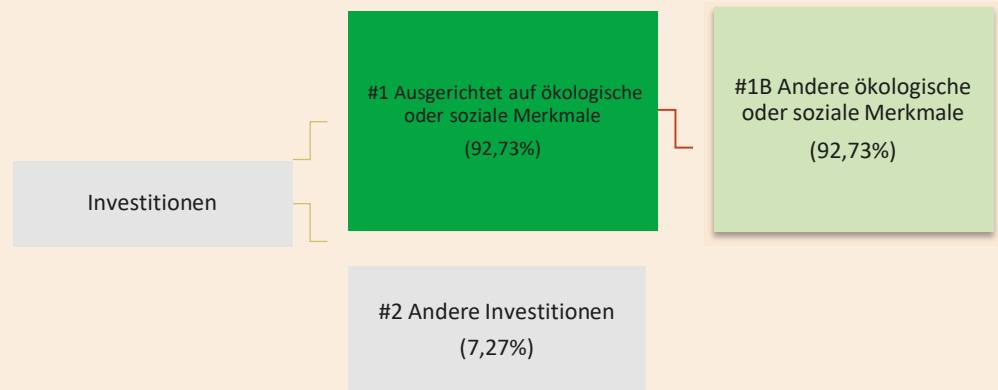 #1 Ausgerichtet auf ökologische
oder soziale Merkmale
(92,73%)
#1B Andere ökologische
oder soziale Merkmale
(92,73%)
Investitionen
#2 Andere Investitionen
(7,27%)